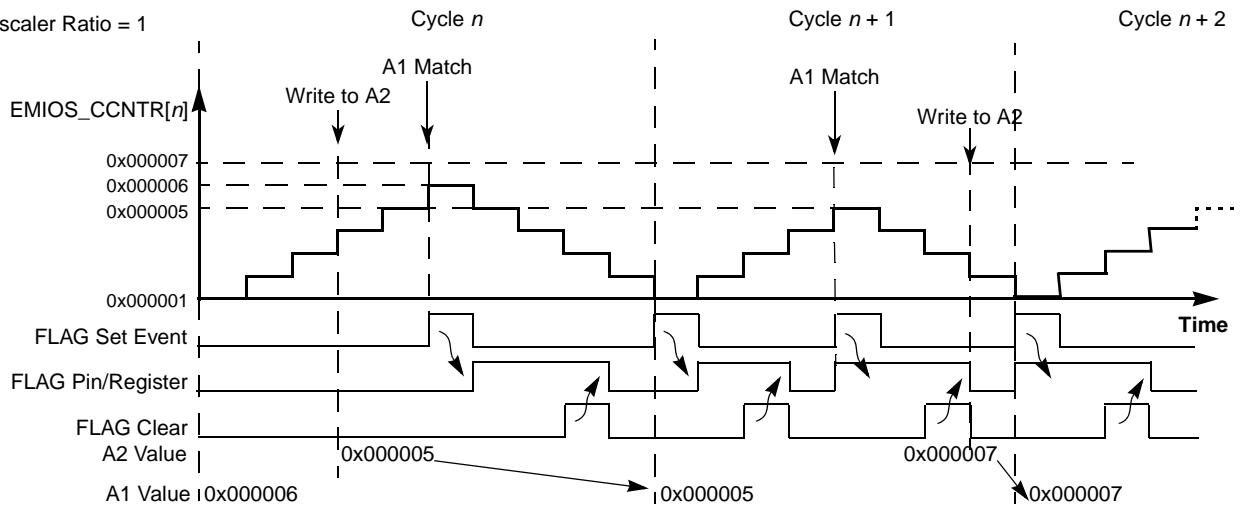 scaler Ratio = 1
Cycle n
Cycle n + 1
Cycle n + 2
A1 Match
A1 Match
Write to A2
Write to A2
EMIOS_CCNTR[n]
0x000007
0x000006
0x000005
0x000001
Time
FLAG Set Event
FLAG Pin/Register
FLAG Clear
A2 Value 0x000005 0x000007
A1 Value 0x000006 0x000005 0x000007